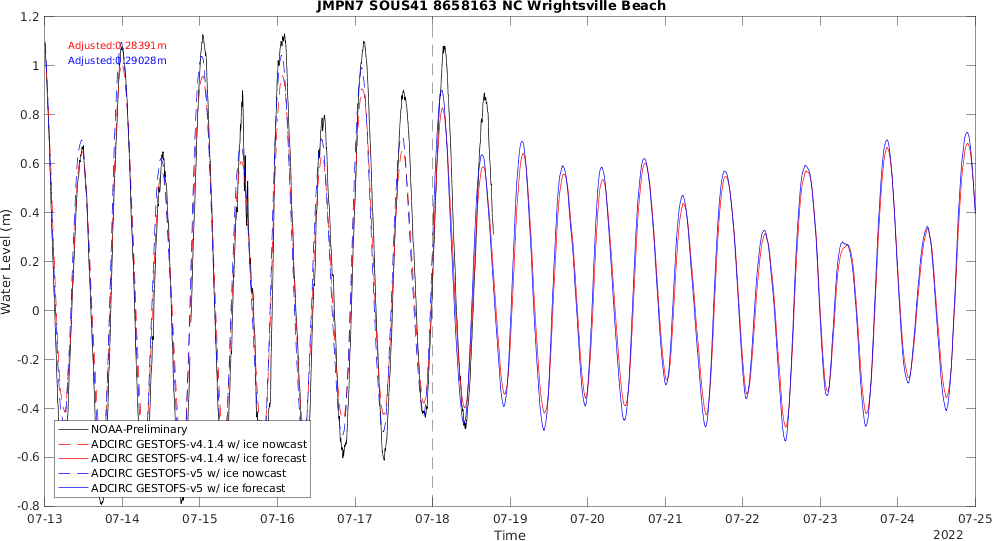 JMPN7 SOUS41 8658163 NC Wrightsville Beach
1.2
1
0.8
0.6
0.4
0.2
0
-0.2
-0.4
-0.6
-0.8
Water Level (m)
Adjusted:0.28391m
Adjusted:0.29028m
NOAA-Preliminary
ADCIRC GESTOFS-v4.1.4 w/ ice nowcast
ADCIRC GESTOFS-v4.1.4 w/ ice forecast
ADCIRC GESTOFS-v5 w/ ice nowcast
ADCIRC GESTOFS-v5 w/ ice forecast
07-13 07-14 07-15 07-16 07-17 07-18 07-19 07-20 07-21 07-22 07-23 07-24 07-25
Time
2022